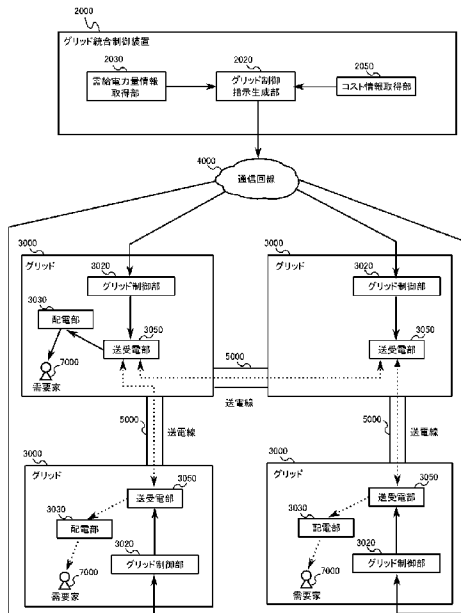 2000
グリッド統合制御装置
2030
需給電力量情報
取得部
2020
グリッド制御
指示生成部
2050
コスト情報取得部
4000
通信回線
3000
グリッド
3020
グリッド制御部
3030
配電部
3050
送受電部
7000
需要家
3000
グリッド
3020
グリッド制御部
3050
送受電部
5000
送電線
5000
送電線
5000
送電線
3000
グリッド
3050
送受電部
3030
配電部
3020
グリッド制御部
7000
需要家
3000
グリッド
3050
送受電部
3030
配電部
3020
グリッド制御部
7000
需要家